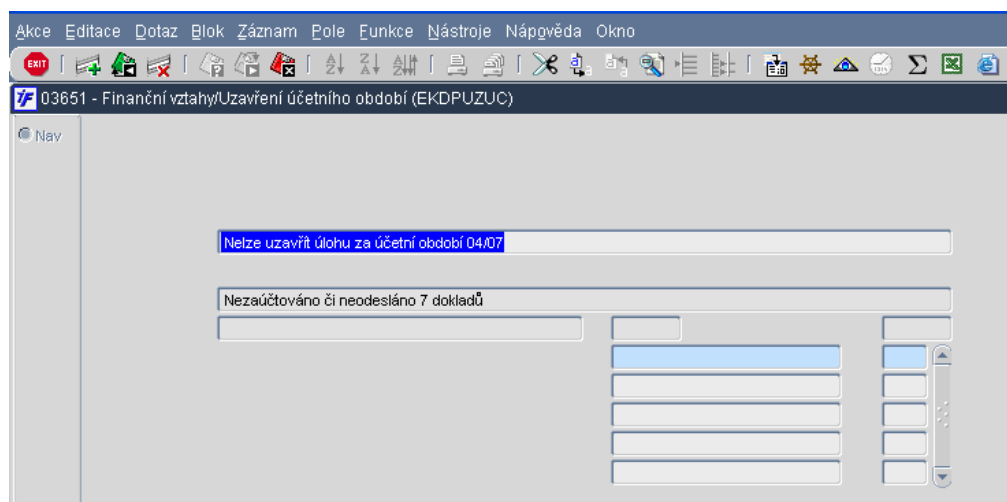 Akce Editace Dotaz Blok Záznam Pole Funkce Nástroje Nápověda Okno
EXIT
03651 - Finanční vztahy/Uzavření účetního období (EKDPUZUC)
Nav
Nelze uzavřít úlohu za účetní období 04/07
Nezaúčtováno či neodesláno 7 dokladů